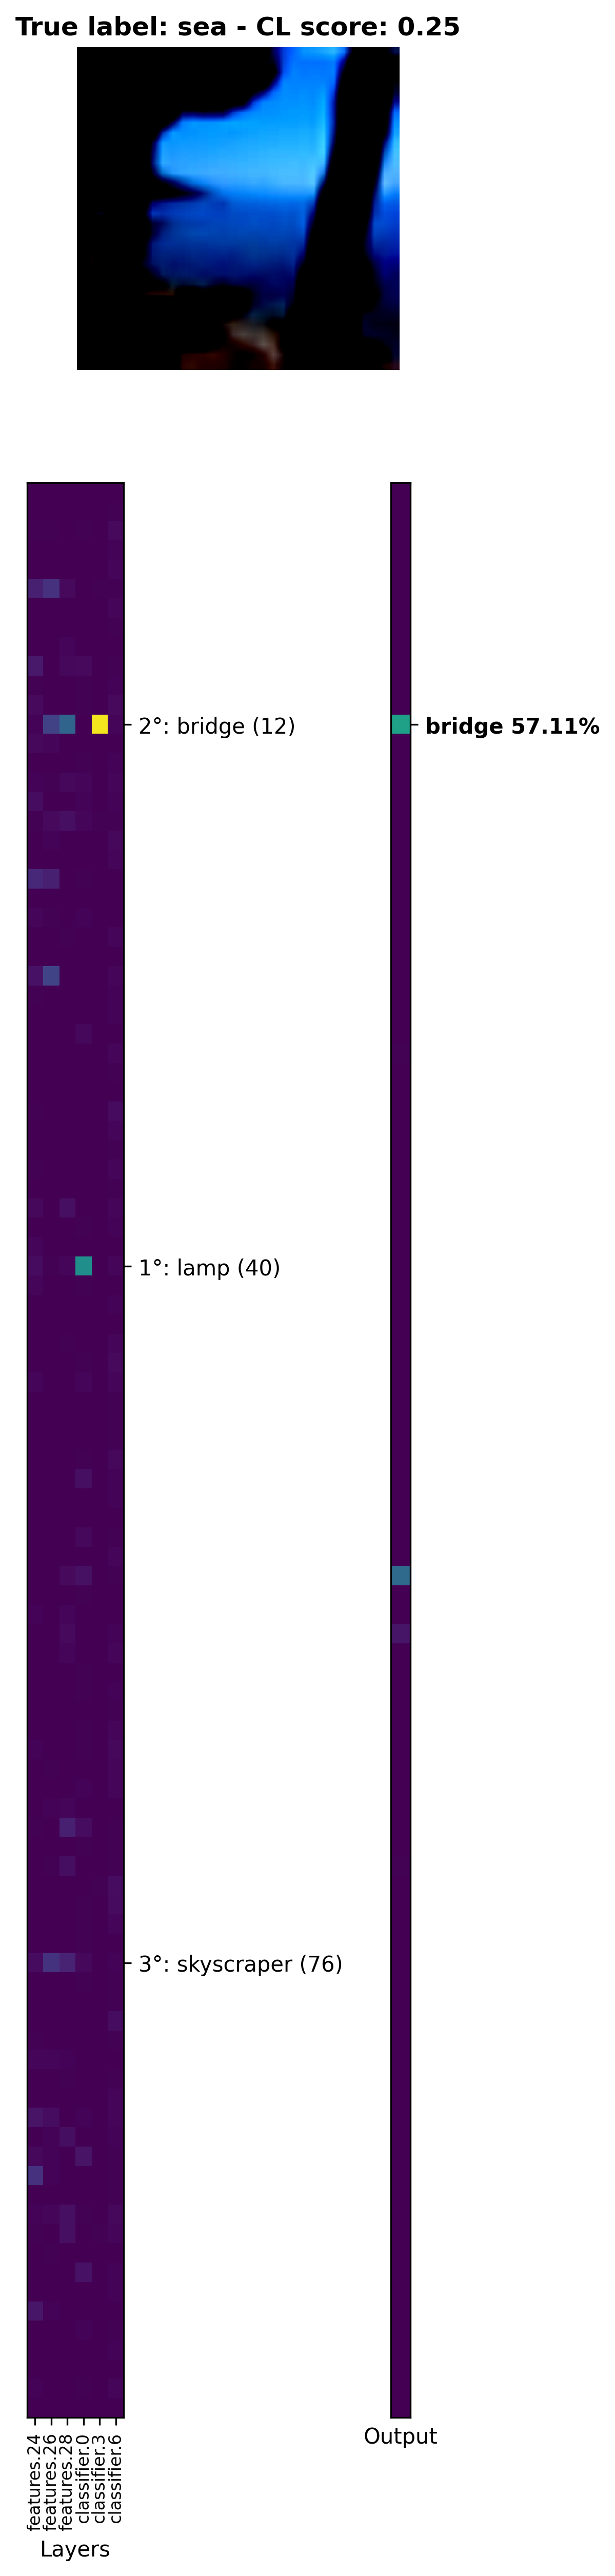 True label: sea - CL score: 0.25
2°: bridge (12)
bridge 57.11%
1°: lamp (40)
3°: skyscraper (76)
features.24
features.26
features.28
classifier.0
classifier.3
classifier.6
Output
Layers